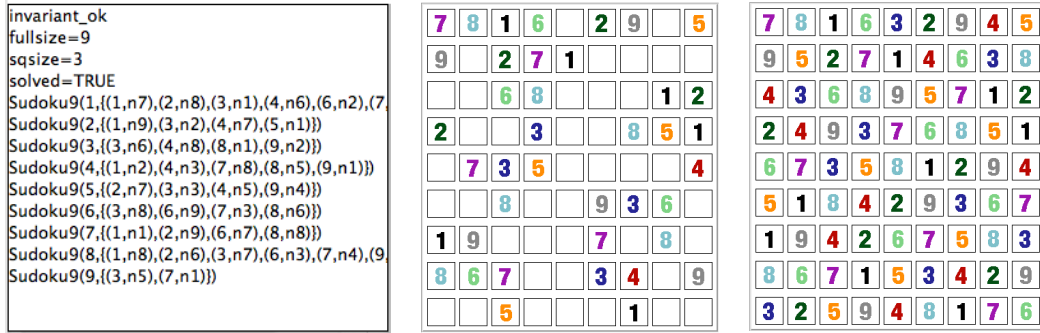 invariant_ok
fullsize=9
sqsize=3
solved=TRUE
Sudoku9(1,{(1,n7),(2,n8),(3,n1),(4,n6),(6,n2),(7,
Sudoku9(2,{(1,n9),(3,n2),(4,n7),(5,n1)})
Sudoku9(3,{(3,n6),(4,n8),(8,n1),(9,n2)})
Sudoku9(4,{(1,n2),(4,n3),(7,n8),(8,n5),(9,n1)})
Sudoku9(5,{(2,n7),(3,n3),(4,n5),(9,n4)})
Sudoku9(6,{(3,n8),(6,n9),(7,n3),(8,n6)})
Sudoku9(7,{(1,n1),(2,n9),(6,n7),(8,n8)})
Sudoku9(8,{(1,n8),(2,n6),(3,n7),(6,n3),(7,n4),(9,
Sudoku9(9,{(3,n5),(7,n1)})
7 8 1 6 2 9 5
9 2 7 1
6 8 1 2
2 3 8 5 1
7 3 5 4
8 9 3 6
1 9 7 8
8 6 7 3 4 9
5 1
7 8 1 6 3 2 9 4 5
9 5 2 7 1 4 6 3 8
4 3 6 8 9 5 7 1 2
2 4 9 3 7 6 8 5 1
6 7 3 5 8 1 2 9 4
5 1 8 4 2 9 3 6 7
1 9 4 2 6 7 5 8 3
8 6 7 1 5 3 4 2 9
3 2 5 9 4 8 1 7 6